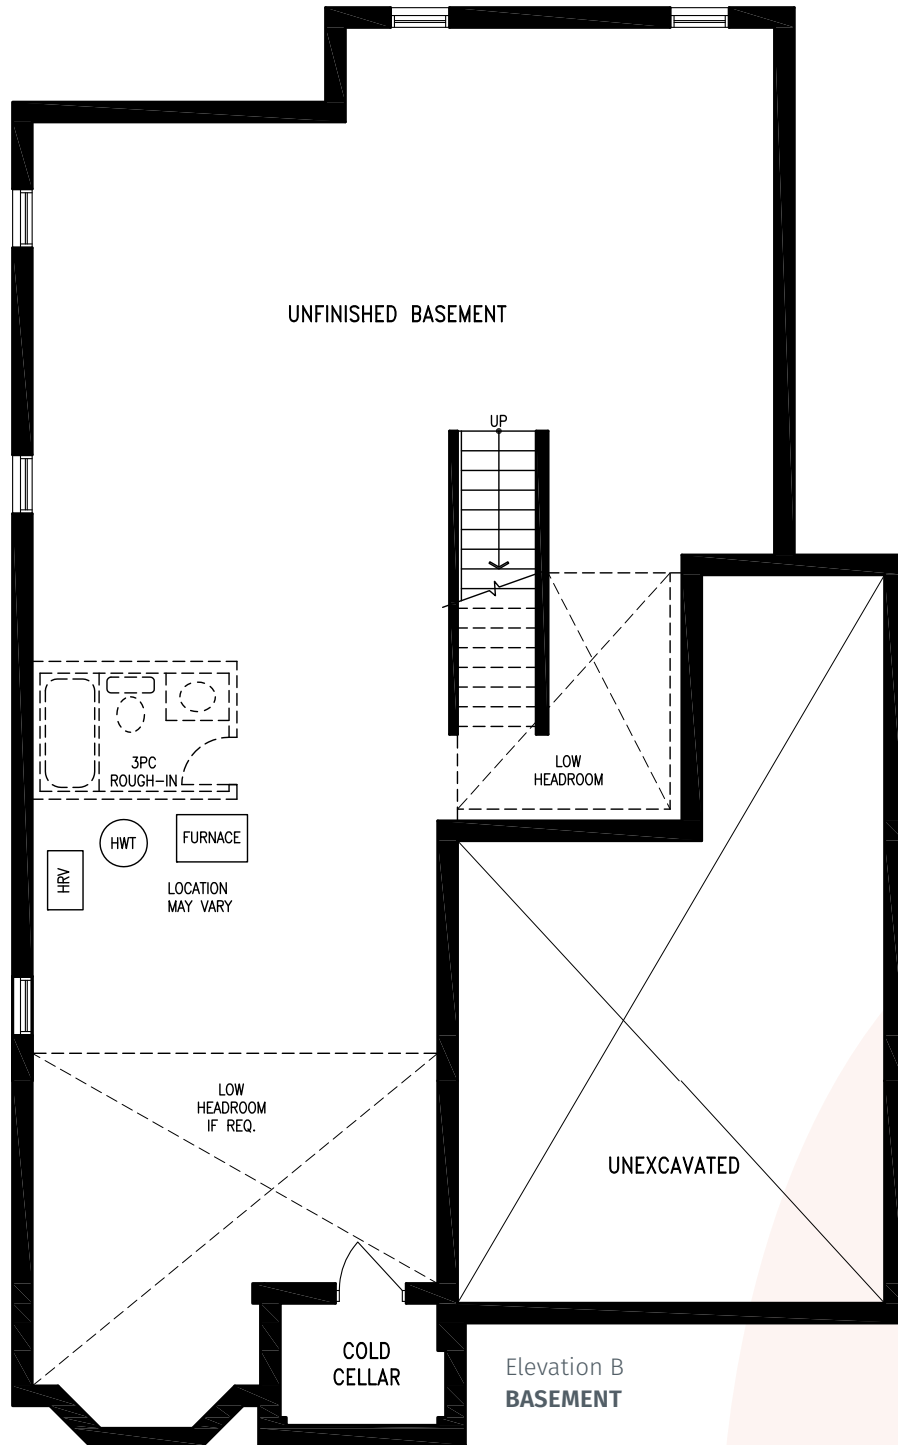 UNFINISHED BASEMENT
UP
LOW
HEADROOM
3PC
ROUGH-IN
HWT
FURNACE
HRV
LOCATION
MAY VARY
LOW
HEADROOM
IF REQ.
UNEXCAVATED
COLD
CELLAR
Elevation B
BASEMENT